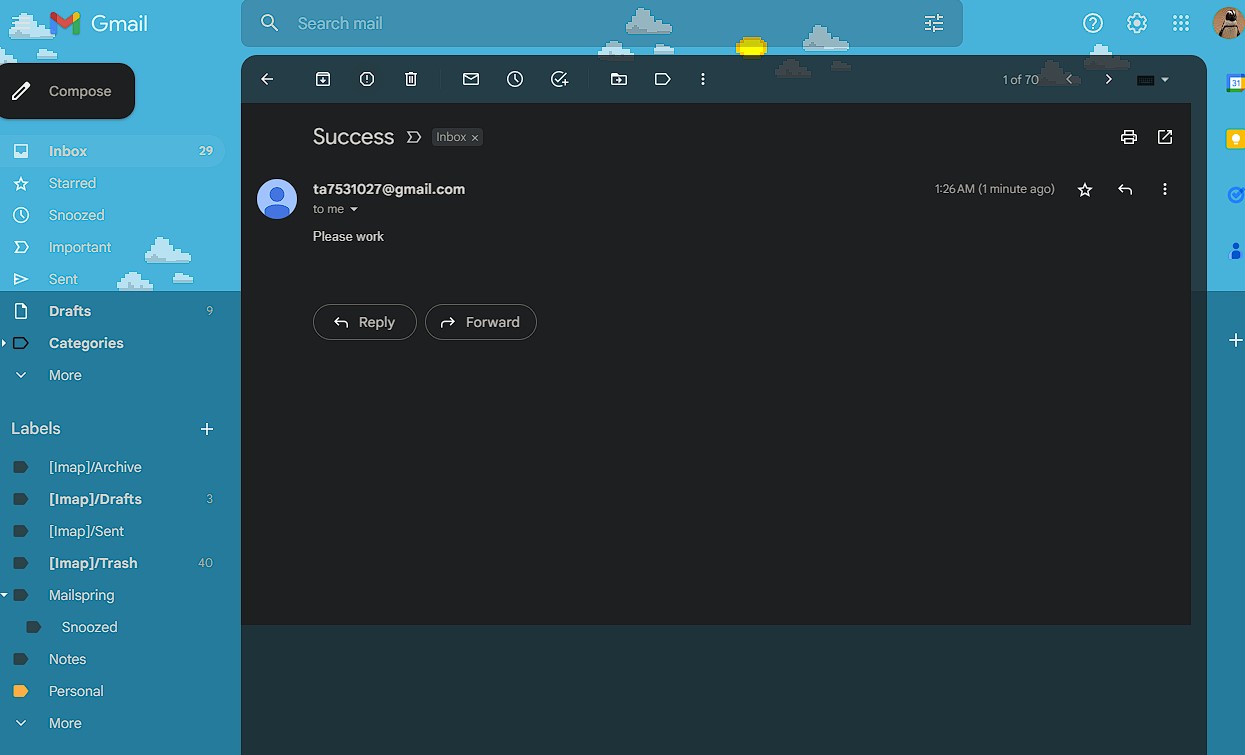 Gmail
Search mail
Compose
1 of 70
Inbox 29
Starred
Snoozed
Important
Sent
Drafts 9
Categories
More
Labels
[Imap]/Archive
[Imap]/Drafts 3
[Imap]/Sent
[Imap]/Trash 40
Mailspring
Snoozed
Notes
Personal
More
Success Inbox ×
ta7531027@gmail.com 1:26 AM (1 minute ago)
to me
Please work
Reply Forward
31